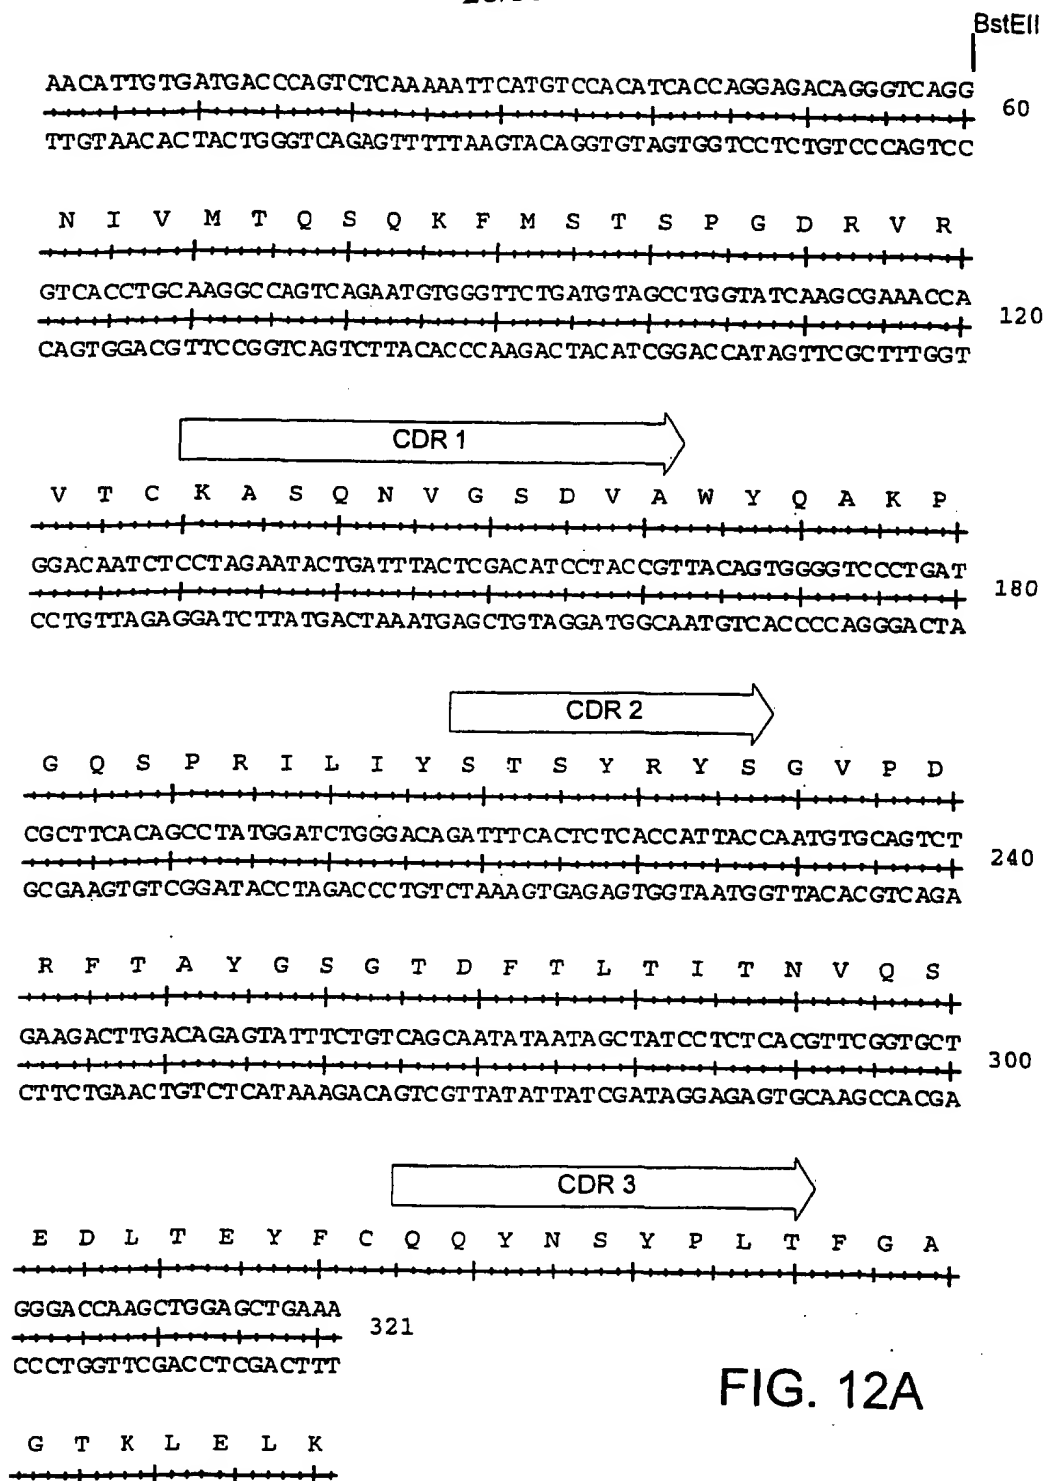 BstEII
AACATTGTGATGACCCAGTCTCAAAAATTCATGTCCACATCACCAGGAGACAGGGTCAGG
60
TTGTAACACTACTGGGTCAGAGTTTTTAAGTACAGGTGTAGTGGTCCTCTGTCCCAGTCC
N I V M T Q S Q K F M S T S P G D R V R
GTCACCTGCAAGGCCAGTCAGAATGTGGGTTCTGATGTAGCCTGGTATCAAGCGAAACCA
120
CAGTGGACGTTCCGGTCAGTCTTACACCCAAGACTACATCGGACCATAGTTCGCTTTGGT
CDR 1
V T C K A S Q N V G S D V A W Y Q A K P
GGACAATCTCCTAGAATACTGATTTACTCGACATCCTACCGTTACAGTGGGGTCCCTGAT
180
CCTGTTAGAGGATCTTATGACTAAATGAGCTGTAGGATGGCAATGTCACCCCAGGGACTA
CDR 2
G Q S P R I L I Y S T S Y R Y S G V P D
CGCTTCACAGCCTATGGATCTGGGACAGATTTCACTCTCACCATTACCAATGTGCAGTCT
240
GCGAAGTGTCGGATACCTAGACCCTGTCTAAAGTGAGAGTGGTAATGGTTACACGTCAGA
R F T A Y G S G T D F T L T I T N V Q S
GAAGACTTGACAGAGTATTTCTGTCAGCAATATAATAGCTATCCTCTCACGTTCGGTGCT
300
CTTCTGAACTGTCTCATAAAGACAGTCGTTATATTATCGATAGGAGAGTGCAAGCCACGA
CDR 3
E D L T E Y F C Q Q Y N S Y P L T F G A
GGGACCAAGCTGGAGCTGAAA
321
CCCTGGTTCGACCTCGACTTT
FIG. 12A
G T K L E L K